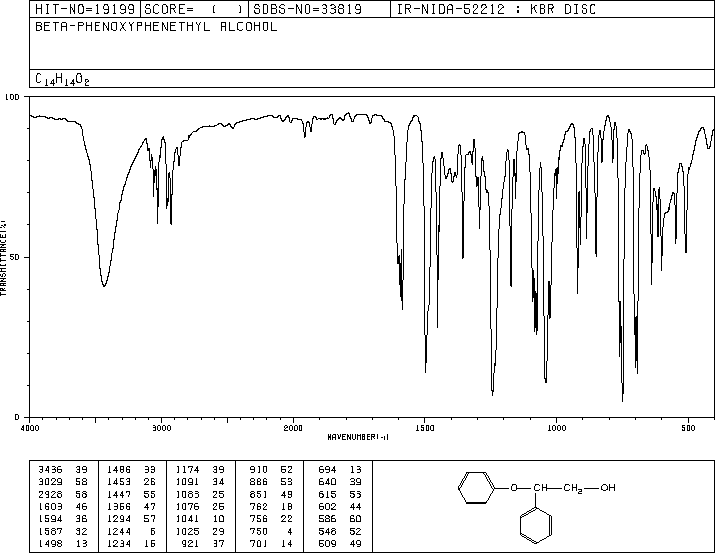 HIT-NO=19199 SCORE= ( ) SDBS-NO=33819 IR-NIDA-52212 : KBR DISC
BETA-PHENOXYPHENETHYL ALCOHOL
C14H14O2
100
50
0
TRANSMITTANCE(%)
4000 3000 2000 1500 1000 500
WAVENUMBER(-1)
3436 39 1486 39 1174 39 910 52 694 13
3029 58 1453 26 1091 34 886 53 640 39
2928 58 1447 55 1083 25 851 49 615 53
1603 46 1356 47 1076 25 762 18 602 44
1594 36 1294 57 1041 10 756 22 586 60
1587 32 1244 6 1025 29 750 4 548 52
1498 13 1234 16 921 37 701 14 509 49
O CH CH2 OH